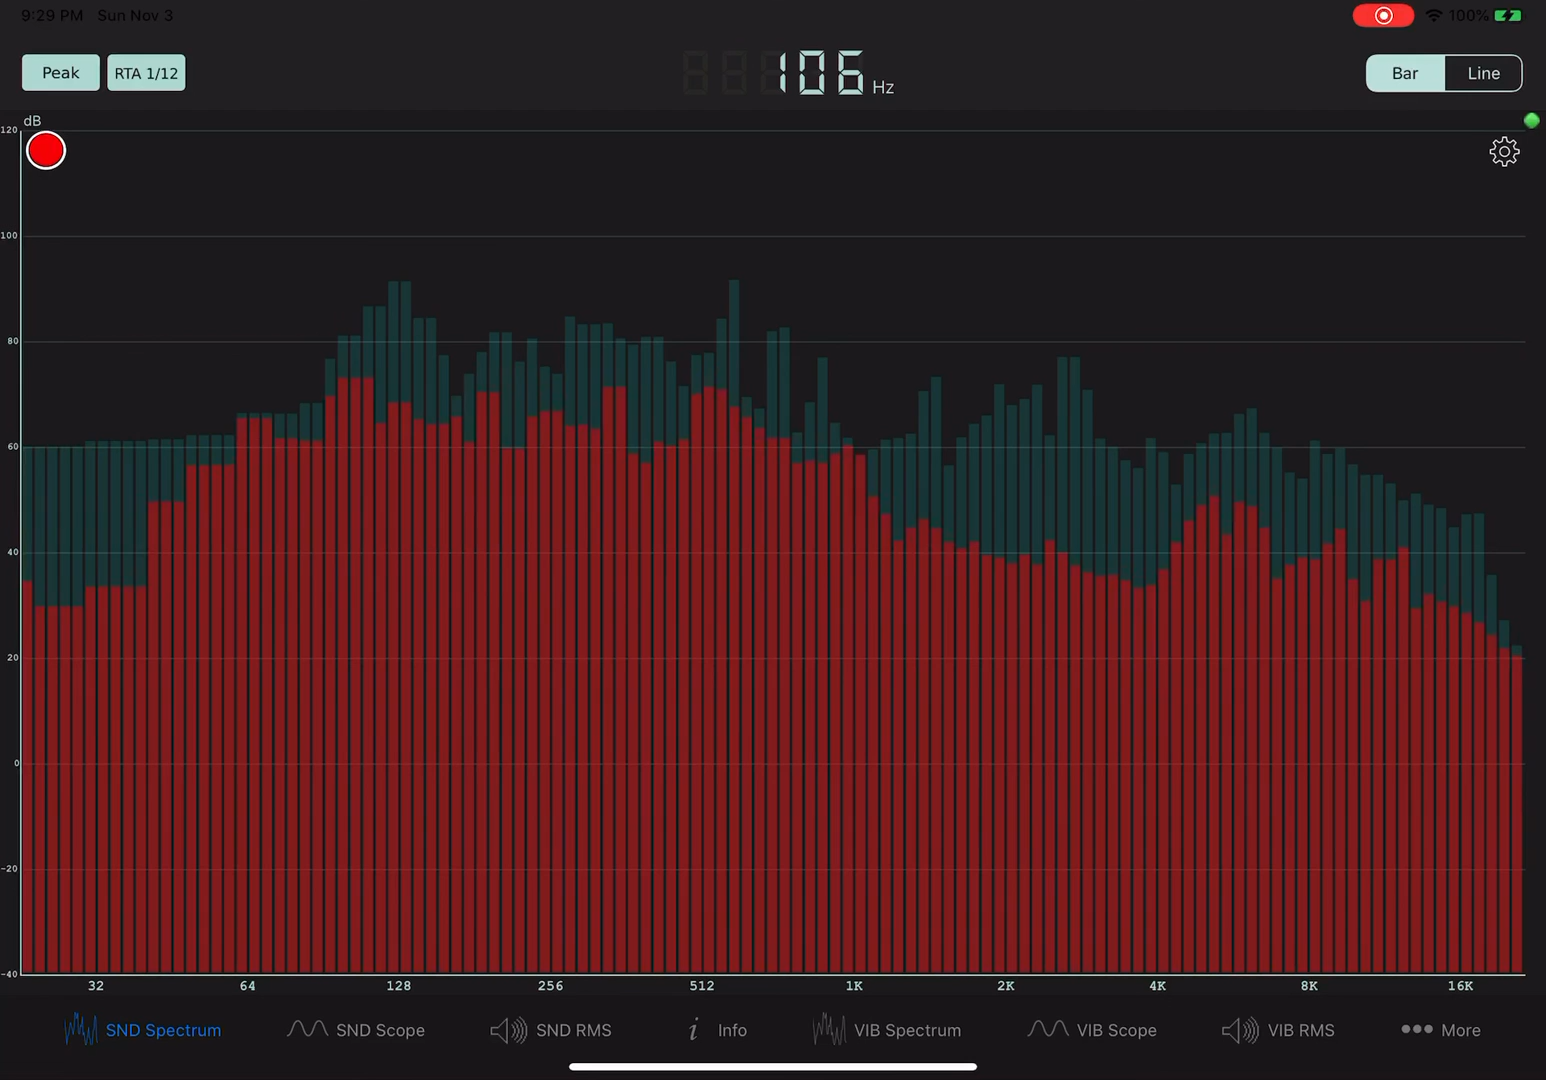 9:29 PM Sun Nov 3
100%
Peak RTA 1/12
106 Hz
Bar Line
dB
120
100
80
60
40
20
0
-20
-40
32 64 128 256 512 1K 2K 4K 8K 16K
SND Spectrum SND Scope SND RMS i Info VIB Spectrum VIB Scope VIB RMS More